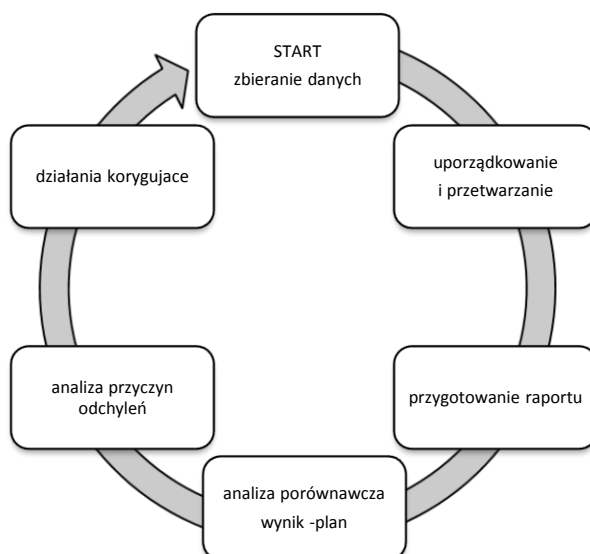 START
zbieranie danych
uporządkowanie
i przetwarzanie
przygotowanie raportu
analiza porównawcza
wynik -plan
analiza przyczyn
odchyleń
działania korygujace